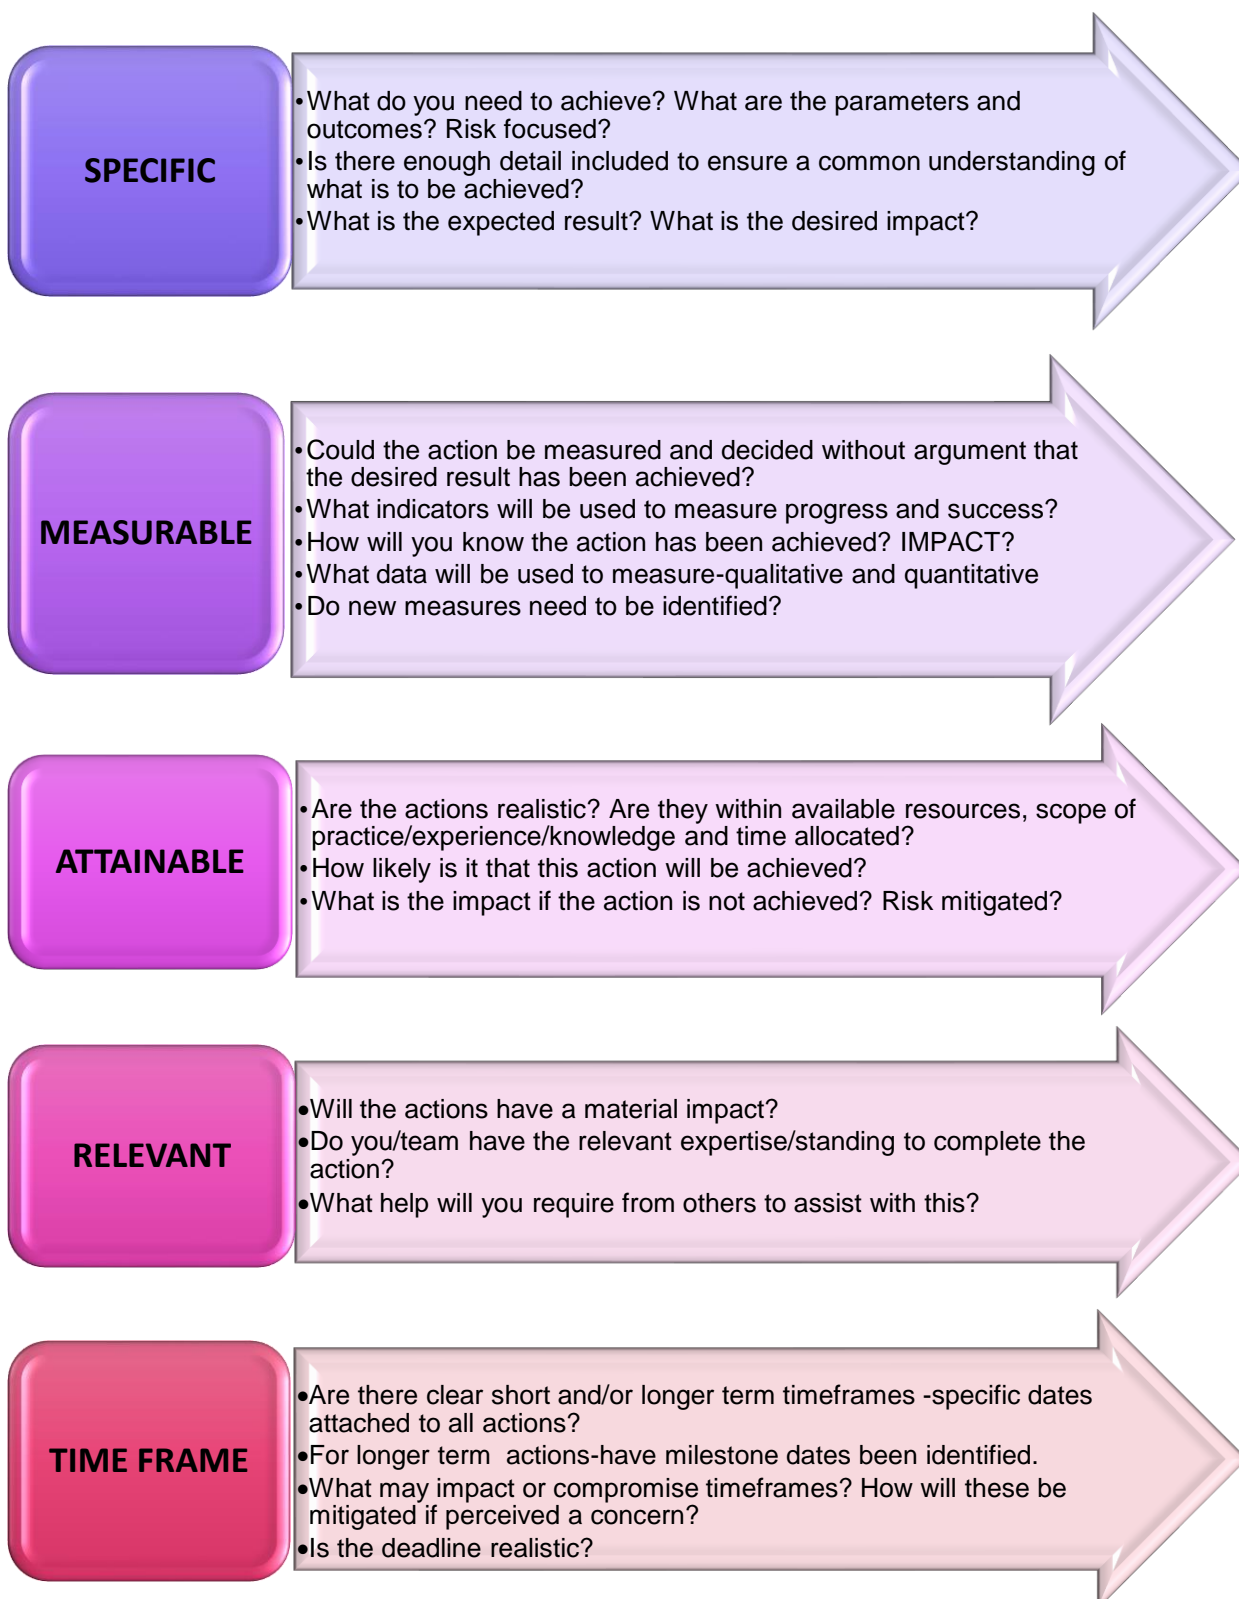 SPECIFIC
•What do you need to achieve? What are the parameters and
outcomes? Risk focused?
•Is there enough detail included to ensure a common understanding of
what is to be achieved?
•What is the expected result? What is the desired impact?
MEASURABLE
•Could the action be measured and decided without argument that
the desired result has been achieved?
•What indicators will be used to measure progress and success?
•How will you know the action has been achieved? IMPACT?
•What data will be used to measure-qualitative and quantitative
•Do new measures need to be identified?
ATTAINABLE
•Are the actions realistic? Are they within available resources, scope of
practice/experience/knowledge and time allocated?
•How likely is it that this action will be achieved?
•What is the impact if the action is not achieved? Risk mitigated?
RELEVANT
•Will the actions have a material impact?
•Do you/team have the relevant expertise/standing to complete the
action?
•What help will you require from others to assist with this?
TIME FRAME
•Are there clear short and/or longer term timeframes -specific dates
attached to all actions?
•For longer term  actions-have milestone dates been identified.
•What may impact or compromise timeframes? How will these be
mitigated if perceived a concern?
•Is the deadline realistic?